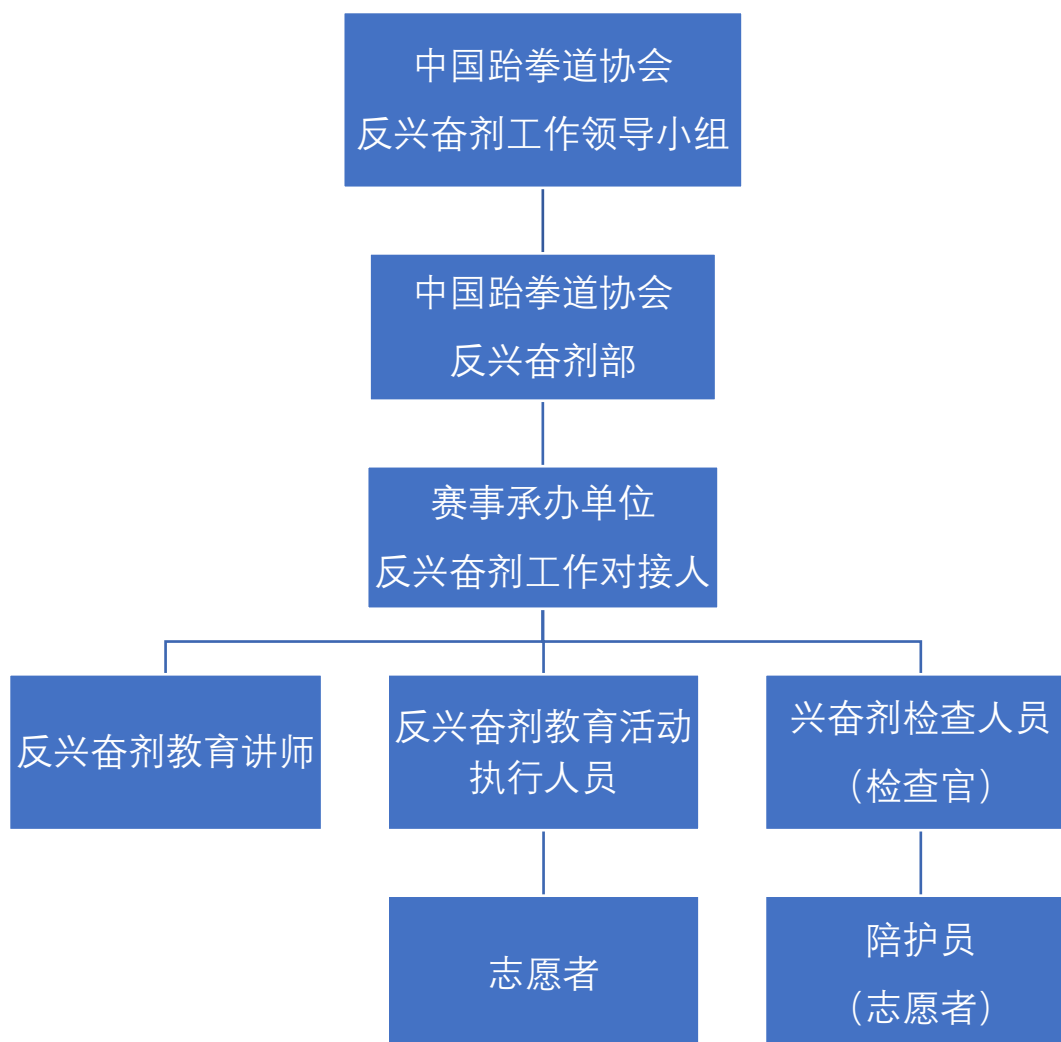 中国跆拳道协会
反兴奋剂工作领导小组
中国跆拳道协会
反兴奋剂部
赛事承办单位
反兴奋剂工作对接人
反兴奋剂教育讲师
反兴奋剂教育活动
执行人员
兴奋剂检查人员
（检查官）
志愿者
陪护员
（志愿者）